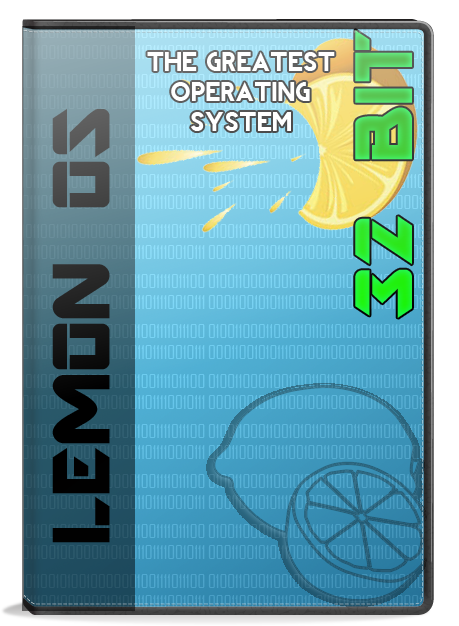 THE GREATEST
OPERATING
SYSTEM
32 BIT
LEMON OS